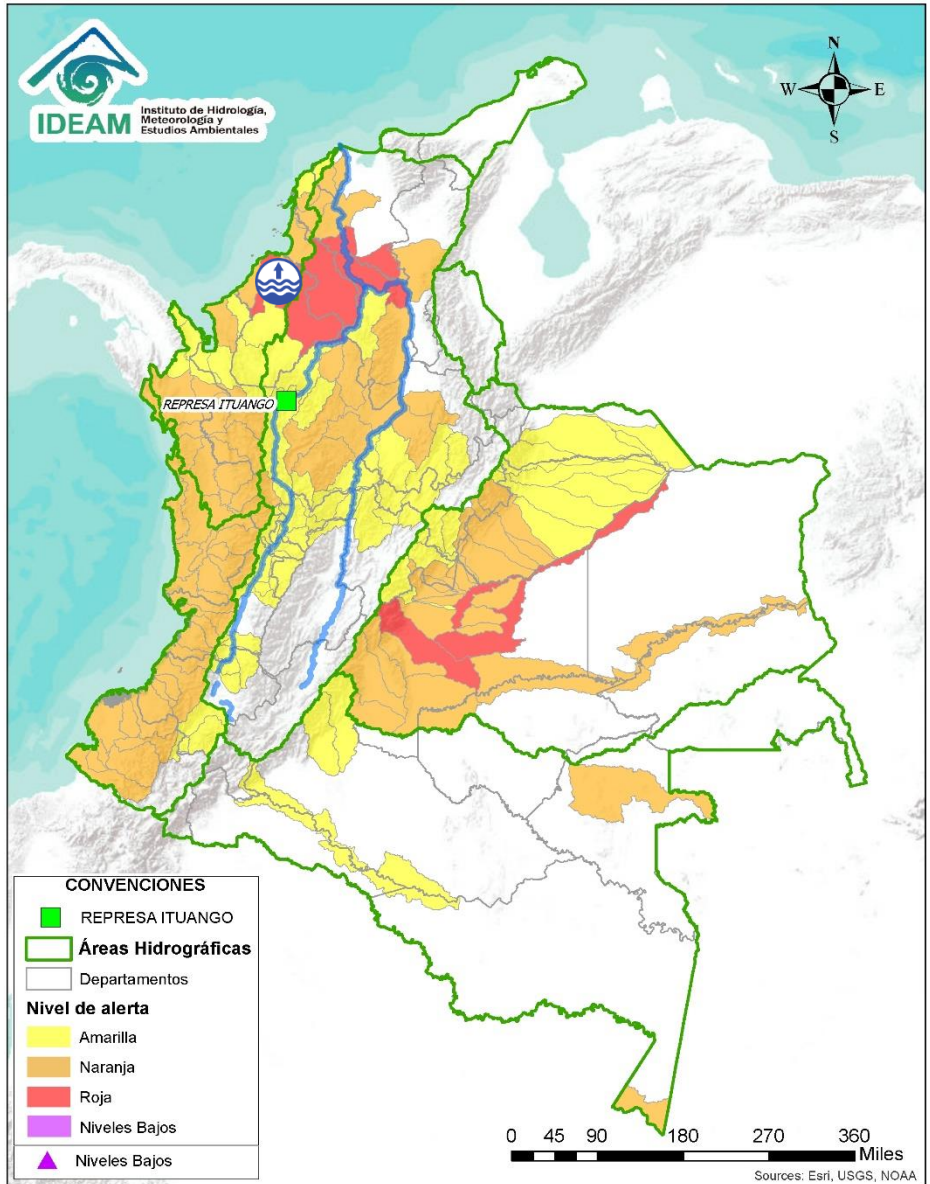 IDEAM
Instituto de Hidrología,
Meteorología y
Estudios Ambientales
N
W
E
S
REPRESA ITUANGO
CONVENCIONES
REPRESA ITUANGO
Áreas Hidrográficas
Departamentos
Nivel de alerta
Amarilla
Naranja
Roja
Niveles Bajos
Niveles Bajos
0 45 90 180 270 360
Miles
Sources: Esri, USGS, NOAA